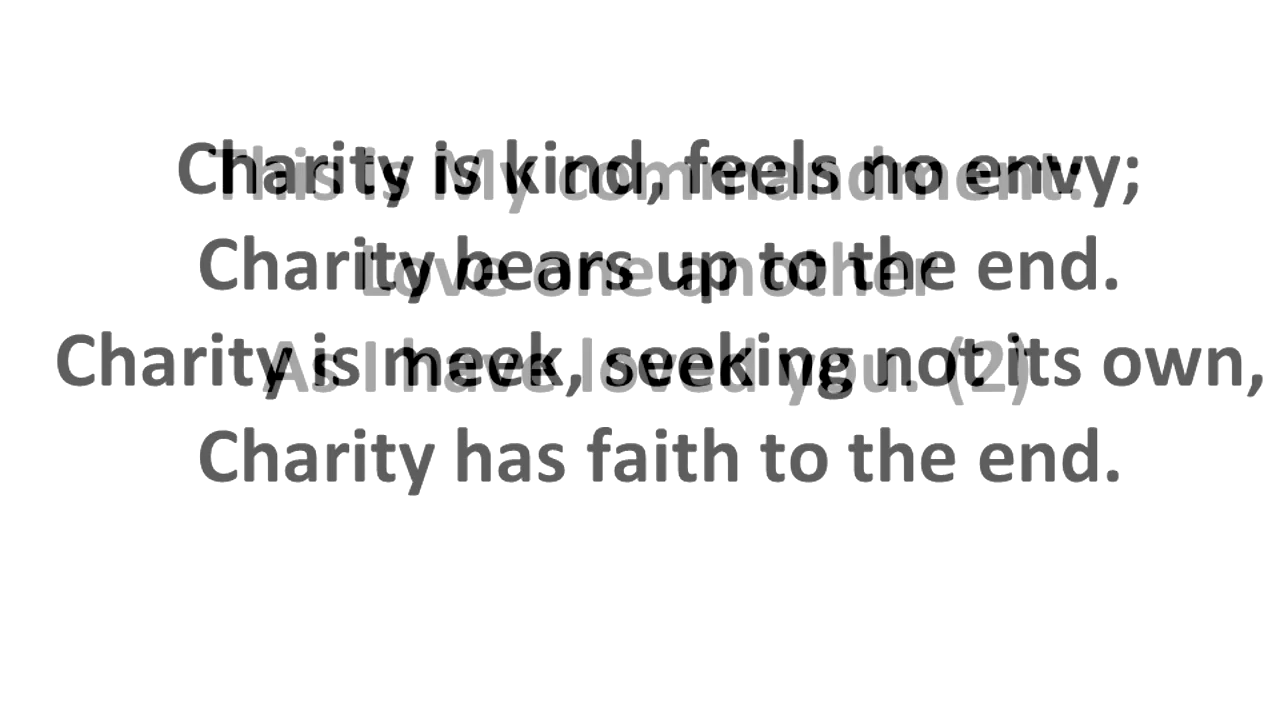 Charity is kind, feels no envy;
Charity bears up to the end.
Charity is meek, seeking not its own,
Charity has faith to the end.
This is My commandment:
Love one another
As I have loved you. (2)